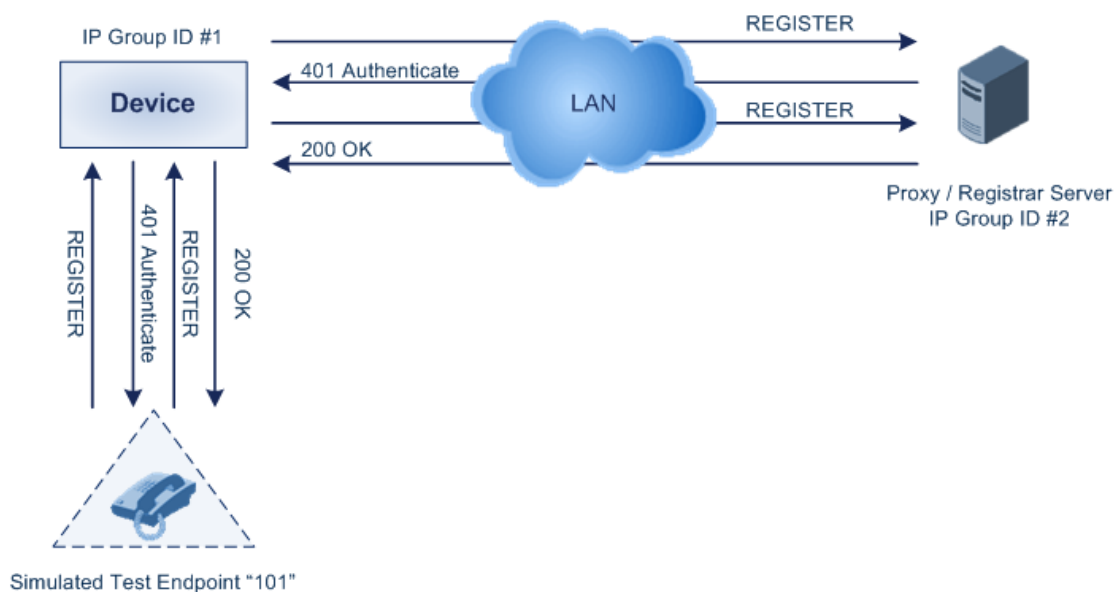 IP Group ID #1
REGISTER
401 Authenticate
Device
LAN
REGISTER
200 OK
Proxy / Registrar Server
IP Group ID #2
REGISTER
401 Authenticate
REGISTER
200 OK
Simulated Test Endpoint “101”